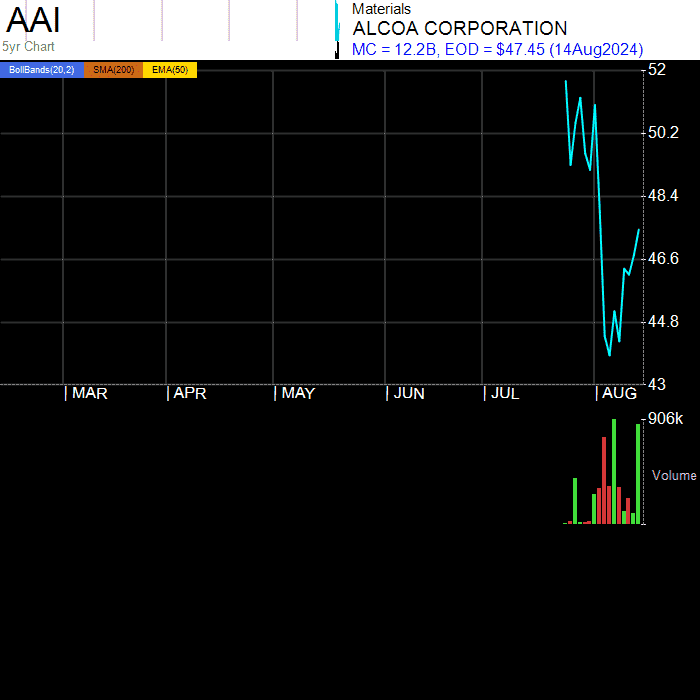 AAI
5yr Chart
Materials
ALCOA CORPORATION
MC = 12.2B, EOD = $47.45 (14Aug2024)
BollBands(20,2) SMA(200) EMA(50)
52
50.2
48.4
46.6
44.8
43
| MAR | APR | MAY | JUN | JUL | AUG
906k
Volume